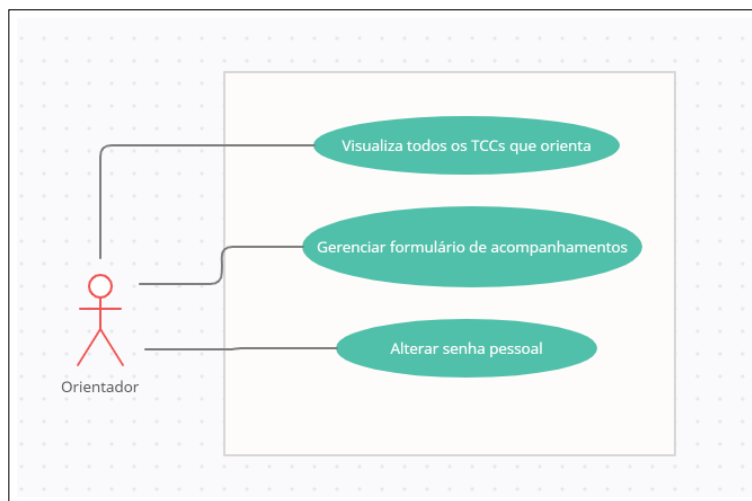 Visualiza todos os TCCs que orienta
Gerenciar formulário de acompanhamentos
Alterar senha pessoal
Orientador